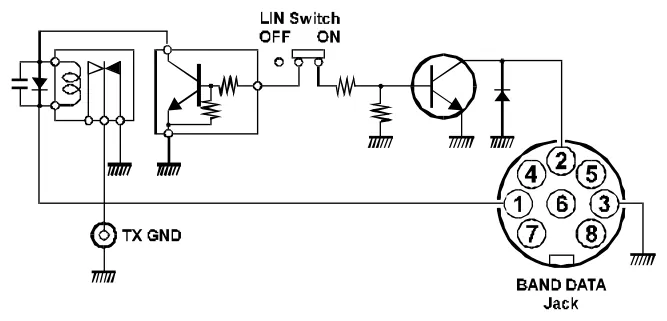 LIN Switch
OFF ON
2
4 5
1 6 3
7 8
TX GND
BAND DATA
Jack